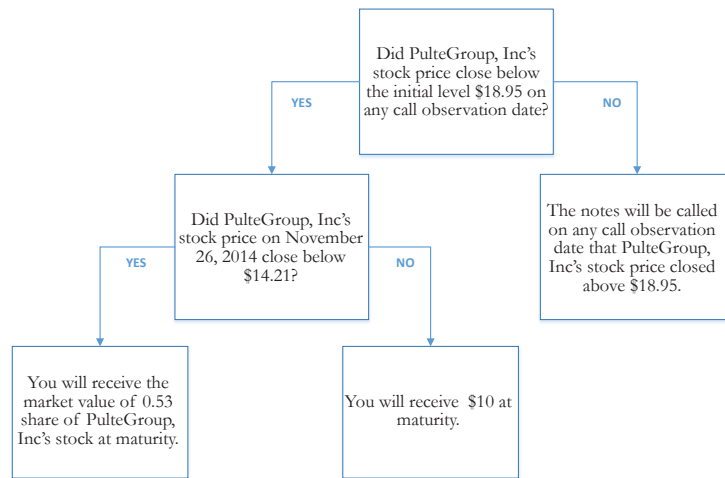 Did PulteGroup, Inc's
stock price close below
the initial level $18.95 on
any call observation date?
YES
NO
Did PulteGroup, Inc's
stock price on November
26, 2014 close below
$14.21?
The notes will be called
on any call observation
date that PulteGroup,
Inc's stock price closed
above $18.95.
YES
NO
You will receive the
market value of 0.53
share of PulteGroup,
Inc's stock at maturity.
You will receive $10 at
maturity.